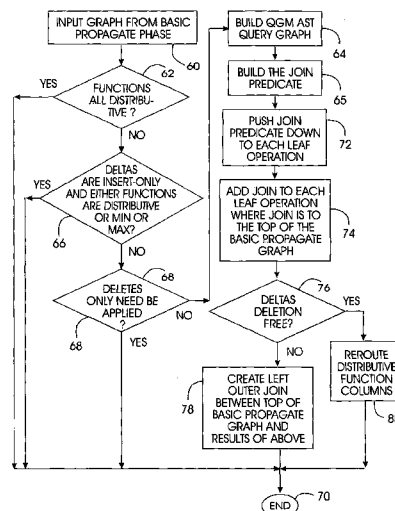 INPUT GRAPH FROM BASIC
PROPAGATE PHASE
60
62
YES
FUNCTIONS
ALL DISTRIBU-
TIVE ?
NO
YES
DELTAS
ARE INSERT-ONLY
AND EITHER FUNCTIONS
ARE DISTRIBUTIVE
OR MIN OR
MAX?
66
NO
68
DELETES
ONLY NEED BE
APPLIED
?
68
NO
YES
BUILD QGM AST
QUERY GRAPH
64
BUILD THE JOIN
PREDICATE
65
PUSH JOIN
PREDICATE DOWN
TO EACH LEAF
OPERATION
72
ADD JOIN TO EACH
LEAF OPERATION
WHERE JOIN IS TO
THE TOP OF THE
BASIC PROPAGATE
GRAPH
74
76
DELTAS
DELETION
FREE?
YES
NO
REROUTE
DISTRIBUTIVE
FUNCTION
COLUMNS
CREATE LEFT
OUTER JOIN
BETWEEN TOP OF
BASIC PROPAGATE
GRAPH AND
RESULTS OF ABOVE
78
END
70